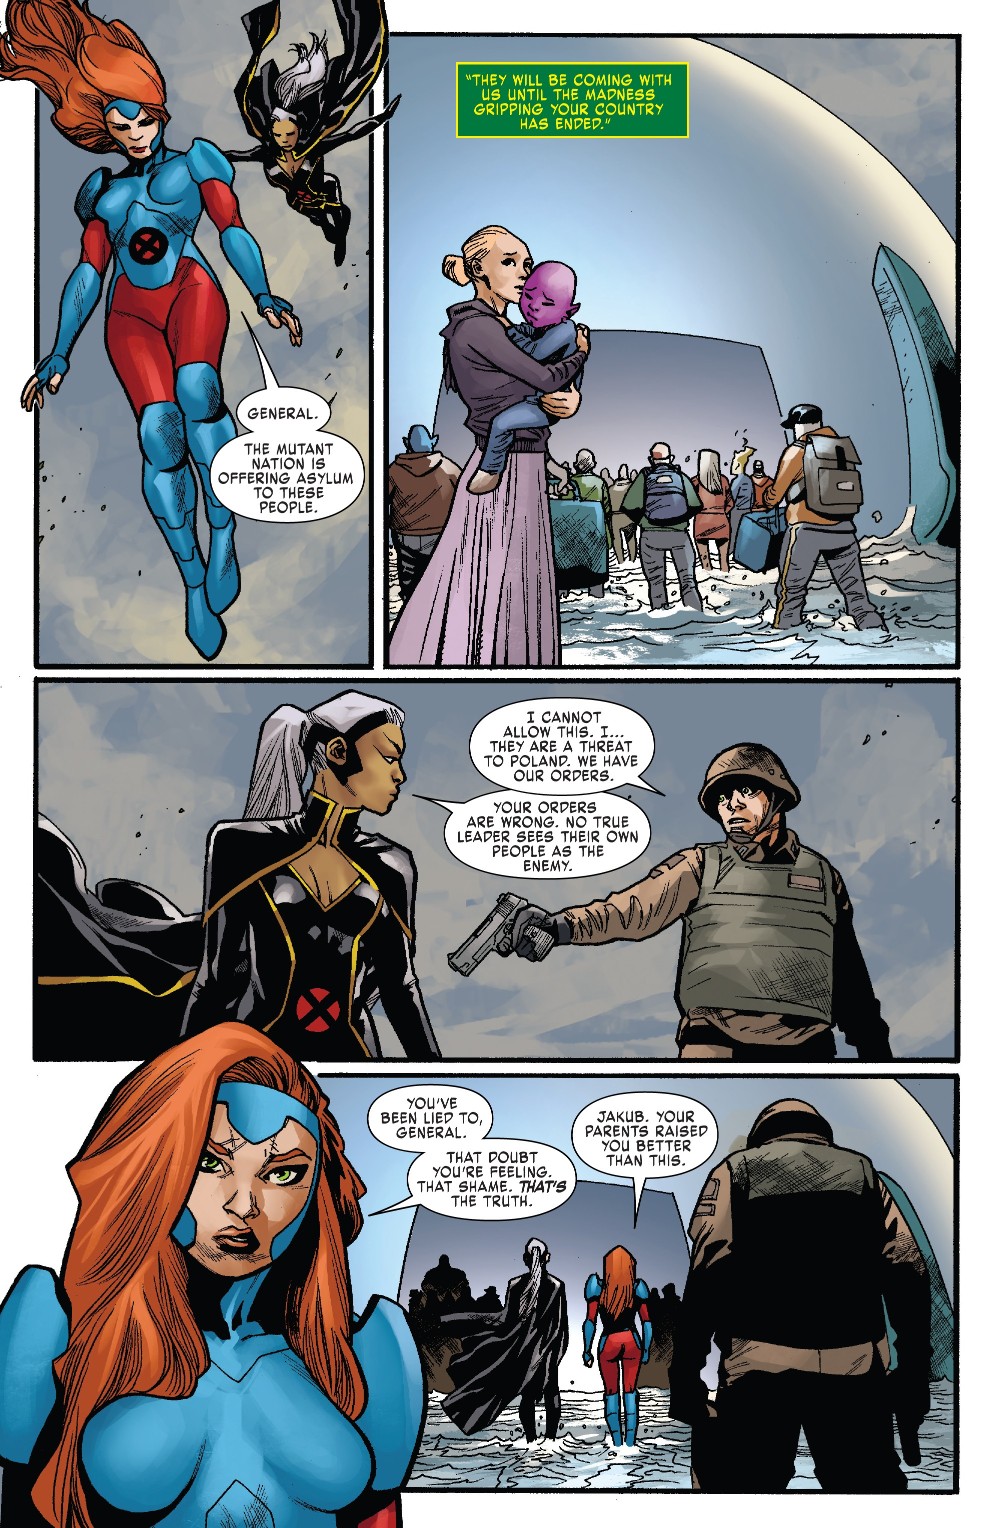 GENERAL.
THE MUTANT
NATION IS
OFFERING ASYLUM
TO THESE
PEOPLE.
"THEY WILL BE COMING WITH
US UNTIL THE MADNESS
GRIPPING YOUR COUNTRY
HAS ENDED."
I CANNOT
ALLOW THIS. I...
THEY ARE A THREAT
TO POLAND. WE HAVE
OUR ORDERS.
YOUR ORDERS
ARE WRONG. NO TRUE
LEADER SEES THEIR OWN
PEOPLE AS THE
ENEMY.
YOU'VE
BEEN LIED TO,
GENERAL.
THAT DOUBT
YOU'RE FEELING.
THAT SHAME. THAT'S
THE TRUTH.
JAKUB. YOUR
PARENTS RAISED
YOU BETTER
THAN THIS.